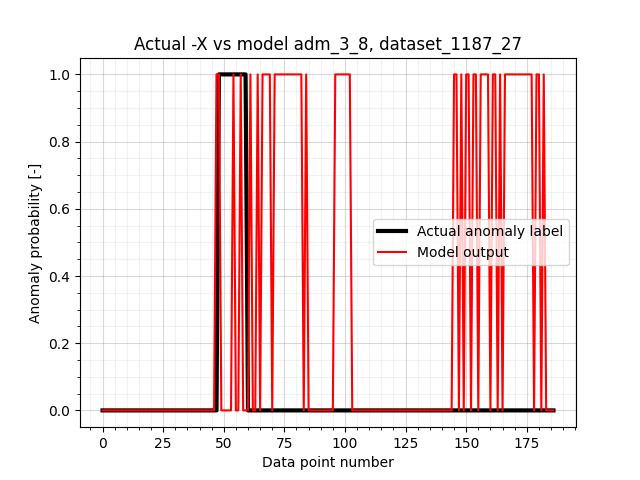 Actual -X vs model adm_3_8, dataset_1187_27
1.0
0.8
0.6
0.4
0.2
0.0
Anomaly probability [-]
Actual anomaly label
Model output
0 25 50 75 100 125 150 175
Data point number